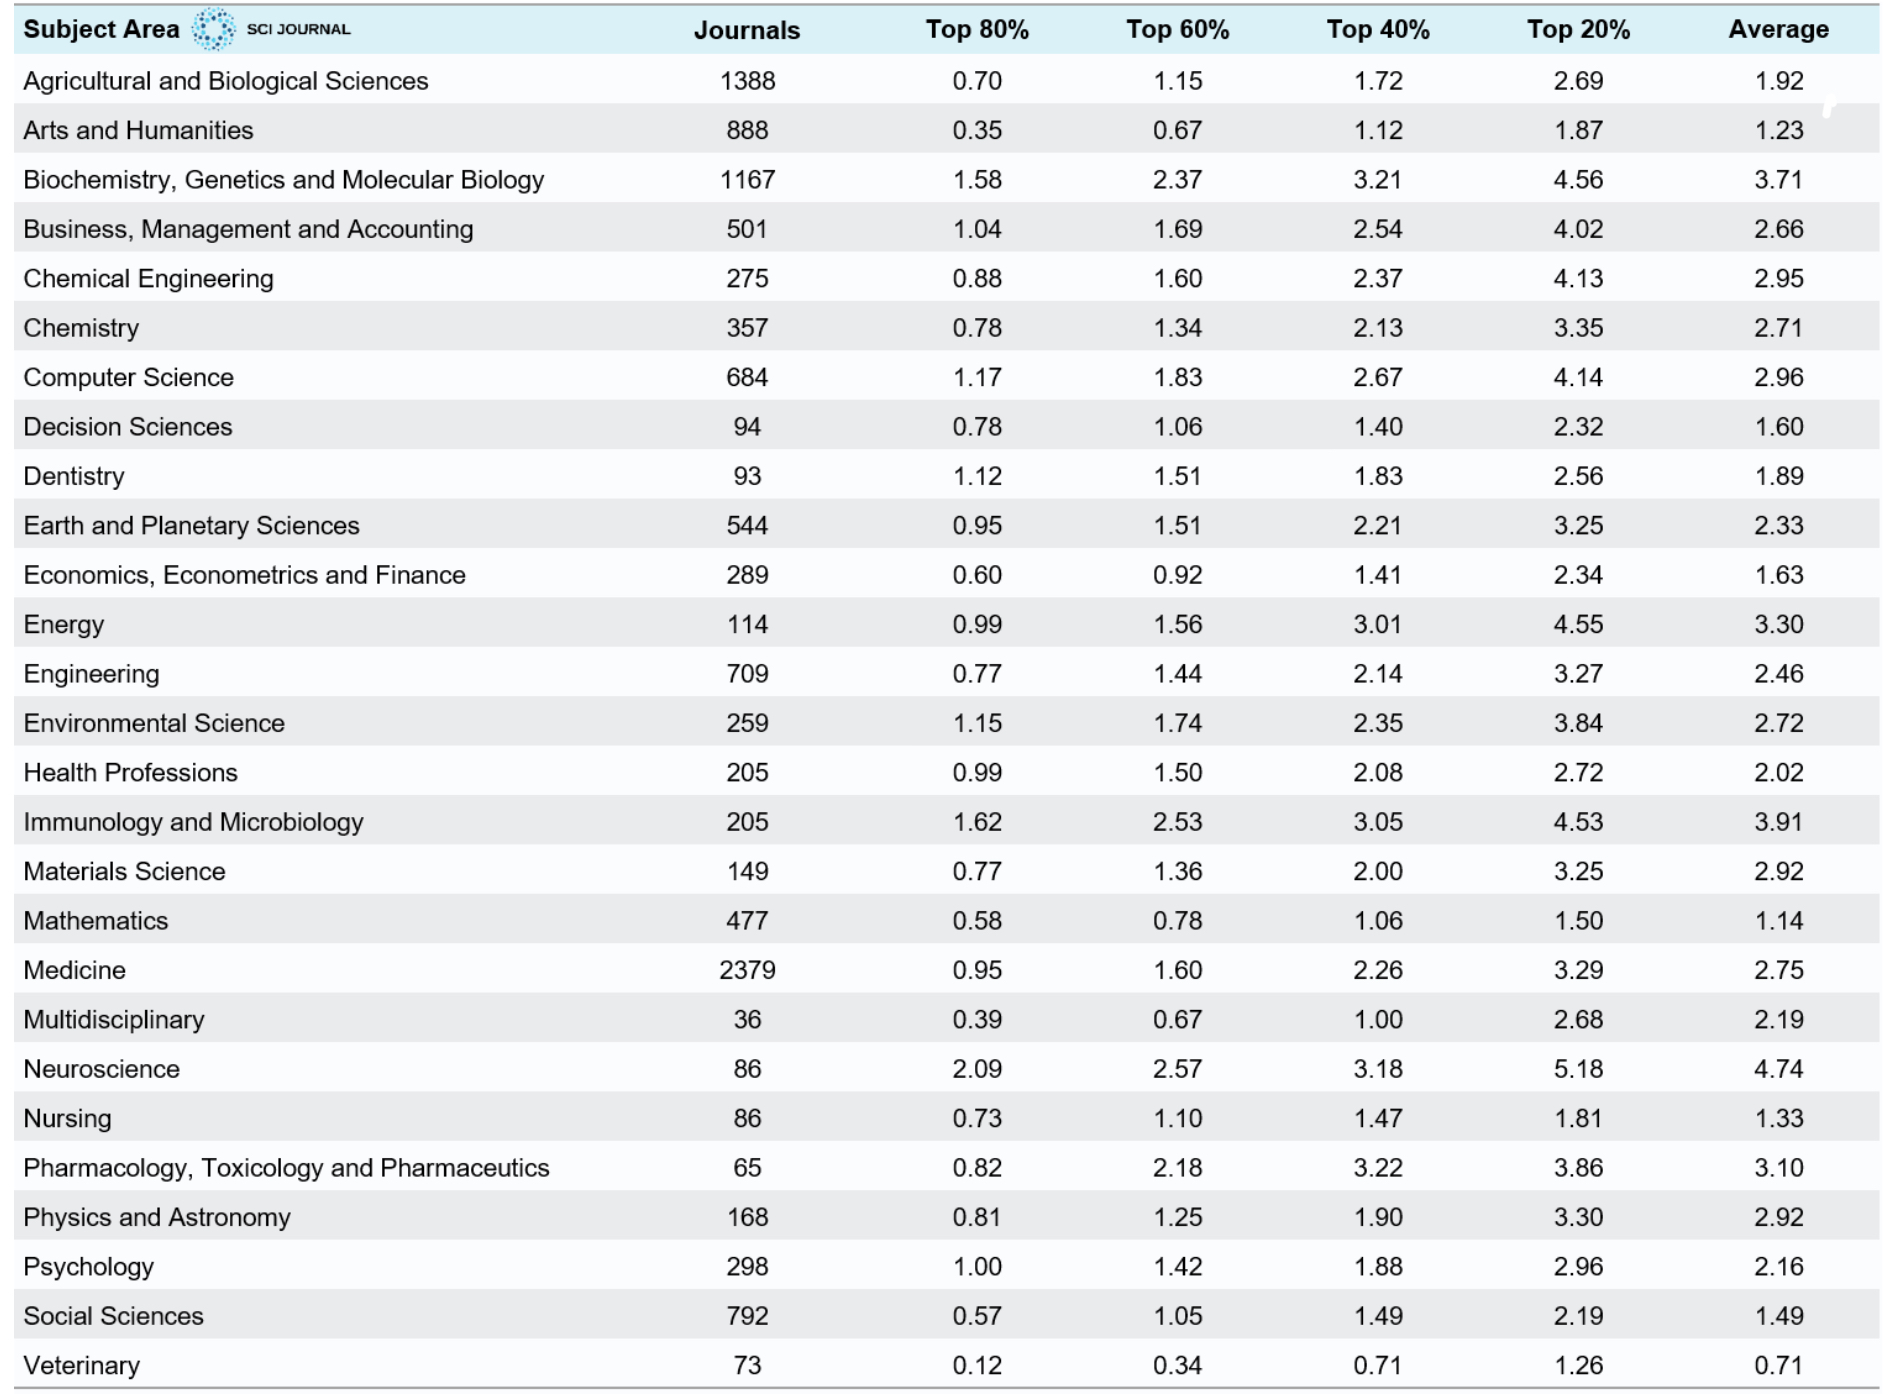 Subject Area SCI JOURNAL Journals Top 80% Top 60% Top 40% Top 20% Average
Agricultural and Biological Sciences 1388 0.70 1.15 1.72 2.69 1.92
Arts and Humanities 888 0.35 0.67 1.12 1.87 1.23
Biochemistry, Genetics and Molecular Biology 1167 1.58 2.37 3.21 4.56 3.71
Business, Management and Accounting 501 1.04 1.69 2.54 4.02 2.66
Chemical Engineering 275 0.88 1.60 2.37 4.13 2.95
Chemistry 357 0.78 1.34 2.13 3.35 2.71
Computer Science 684 1.17 1.83 2.67 4.14 2.96
Decision Sciences 94 0.78 1.06 1.40 2.32 1.60
Dentistry 93 1.12 1.51 1.83 2.56 1.89
Earth and Planetary Sciences 544 0.95 1.51 2.21 3.25 2.33
Economics, Econometrics and Finance 289 0.60 0.92 1.41 2.34 1.63
Energy 114 0.99 1.56 3.01 4.55 3.30
Engineering 709 0.77 1.44 2.14 3.27 2.46
Environmental Science 259 1.15 1.74 2.35 3.84 2.72
Health Professions 205 0.99 1.50 2.08 2.72 2.02
Immunology and Microbiology 205 1.62 2.53 3.05 4.53 3.91
Materials Science 149 0.77 1.36 2.00 3.25 2.92
Mathematics 477 0.58 0.78 1.06 1.50 1.14
Medicine 2379 0.95 1.60 2.26 3.29 2.75
Multidisciplinary 36 0.39 0.67 1.00 2.68 2.19
Neuroscience 86 2.09 2.57 3.18 5.18 4.74
Nursing 86 0.73 1.10 1.47 1.81 1.33
Pharmacology, Toxicology and Pharmaceutics 65 0.82 2.18 3.22 3.86 3.10
Physics and Astronomy 168 0.81 1.25 1.90 3.30 2.92
Psychology 298 1.00 1.42 1.88 2.96 2.16
Social Sciences 792 0.57 1.05 1.49 2.19 1.49
Veterinary 73 0.12 0.34 0.71 1.26 0.71